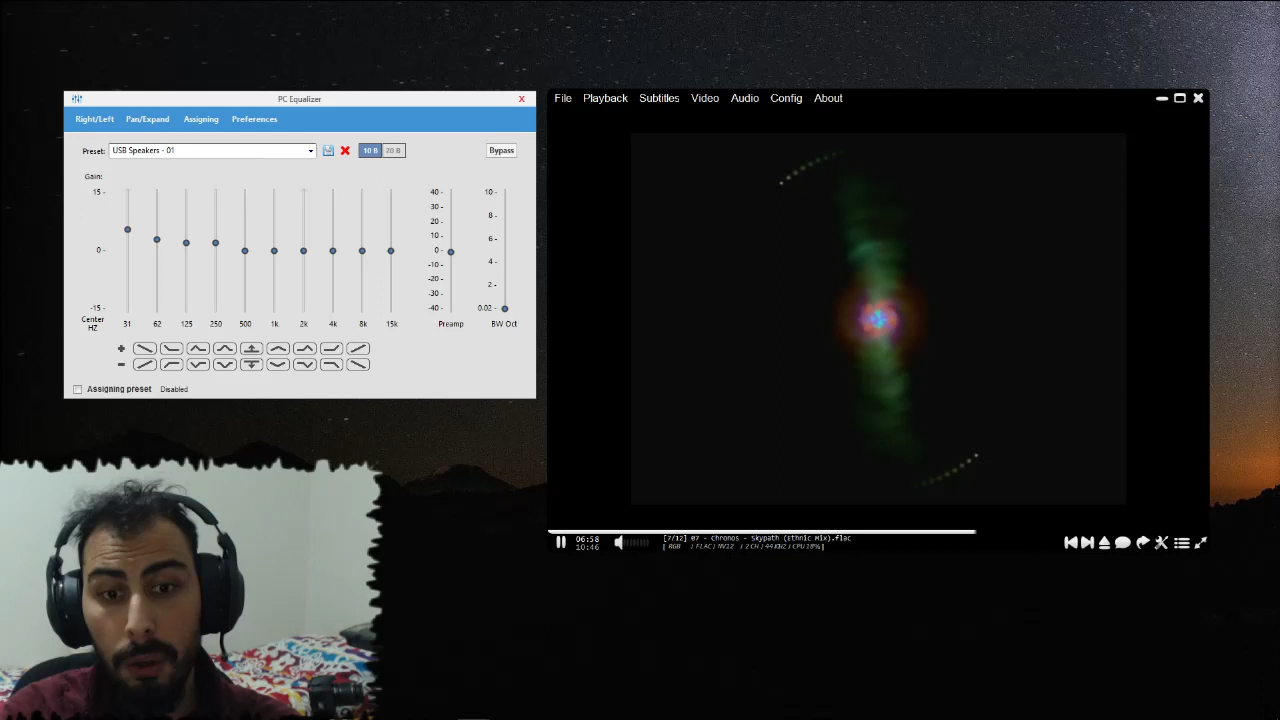 PC Equalizer X
Right/Left Pan/Expand Assigning Preferences
Preset: USB Speakers - 01 10 B 20 B Bypass
Gain:
15 -
0 -
-15 -
40 -
30 -
20 -
10 -
0 -
-10 -
-20 -
-30 -
-40 -
10 -
8 -
6 -
4 -
2 -
0.02 -
Center
HZ
31 62 125 250 500 1k 2k 4k 8k 15k Preamp BW Oct
+
-
Assigning preset Disabled
File Playback Subtitles Video Audio Config About
06:58
10:46
[7/12] 07 - Chronos - Skypath (Ethnic Mix).flac